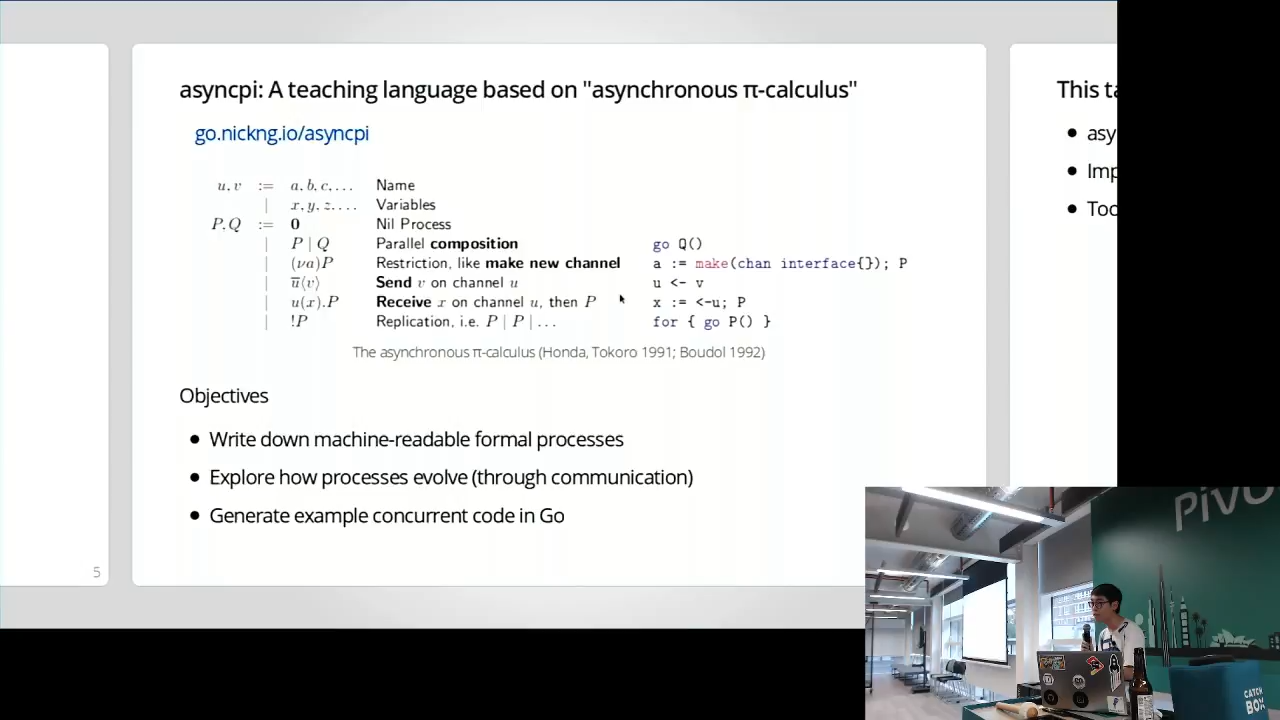 asyncpi: A teaching language based on "asynchronous π-calculus"
go.nickng.io/asyncpi
u, v := a, b, c, . . . Name
| x, y, z, . . . . Variables
P, Q := 0 Nil Process
| P | Q Parallel composition go Q()
| (νa)P Restriction, like make new channel a := make(chan interface{}); P
| u̅⟨v⟩ Send v on channel u u <- v
| u(x).P Receive x on channel u, then P x := <-u; P
| !P Replication, i.e. P | P | . . . for { go P() }
The asynchronous π-calculus (Honda, Tokoro 1991; Boudol 1992)
Objectives
● Write down machine-readable formal processes
● Explore how processes evolve (through communication)
● Generate example concurrent code in Go
5
This ta
● asy
● Imp
● Too
Pivo
CATCH
BOX